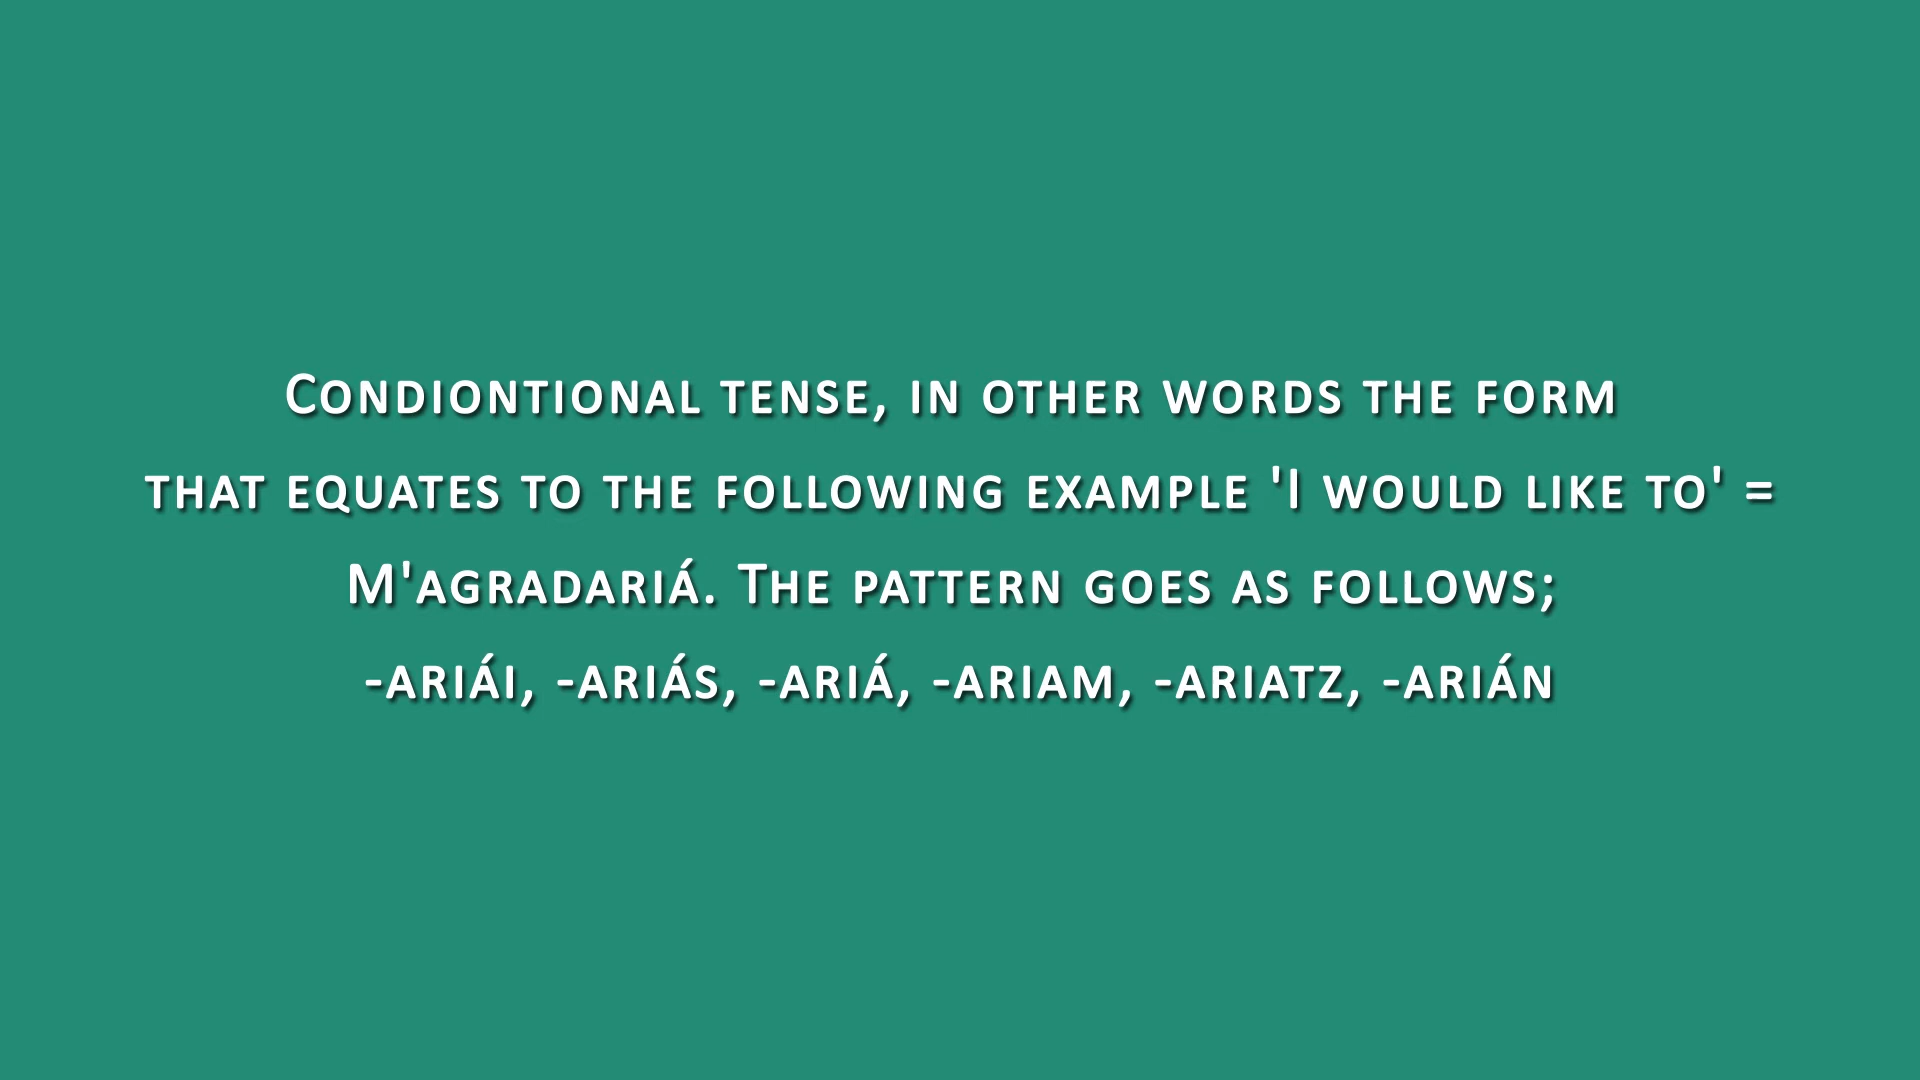 Condiontional tense, in other words the form
that equates to the following example 'I would like to' =
M'agradariá. The pattern goes as follows;
-ariái, -ariás, -ariá, -ariam, -ariatz, -arián